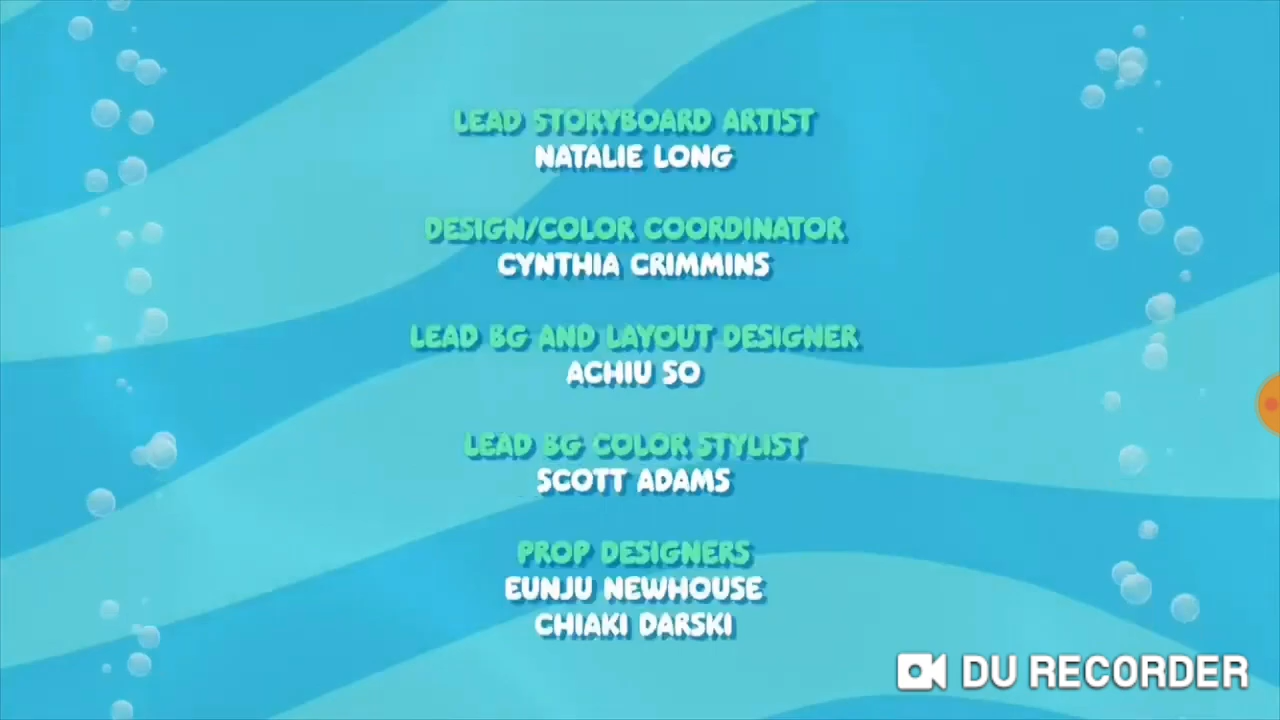 LEAD STORYBOARD ARTIST
NATALIE LONG
DESIGN/COLOR COORDINATOR
CYNTHIA CRIMMINS
LEAD BG AND LAYOUT DESIGNER
ACHIU SO
LEAD BG COLOR STYLIST
SCOTT ADAMS
PROP DESIGNERS
EUNJU NEWHOUSE
CHIAKI DARSKI
DU RECORDER